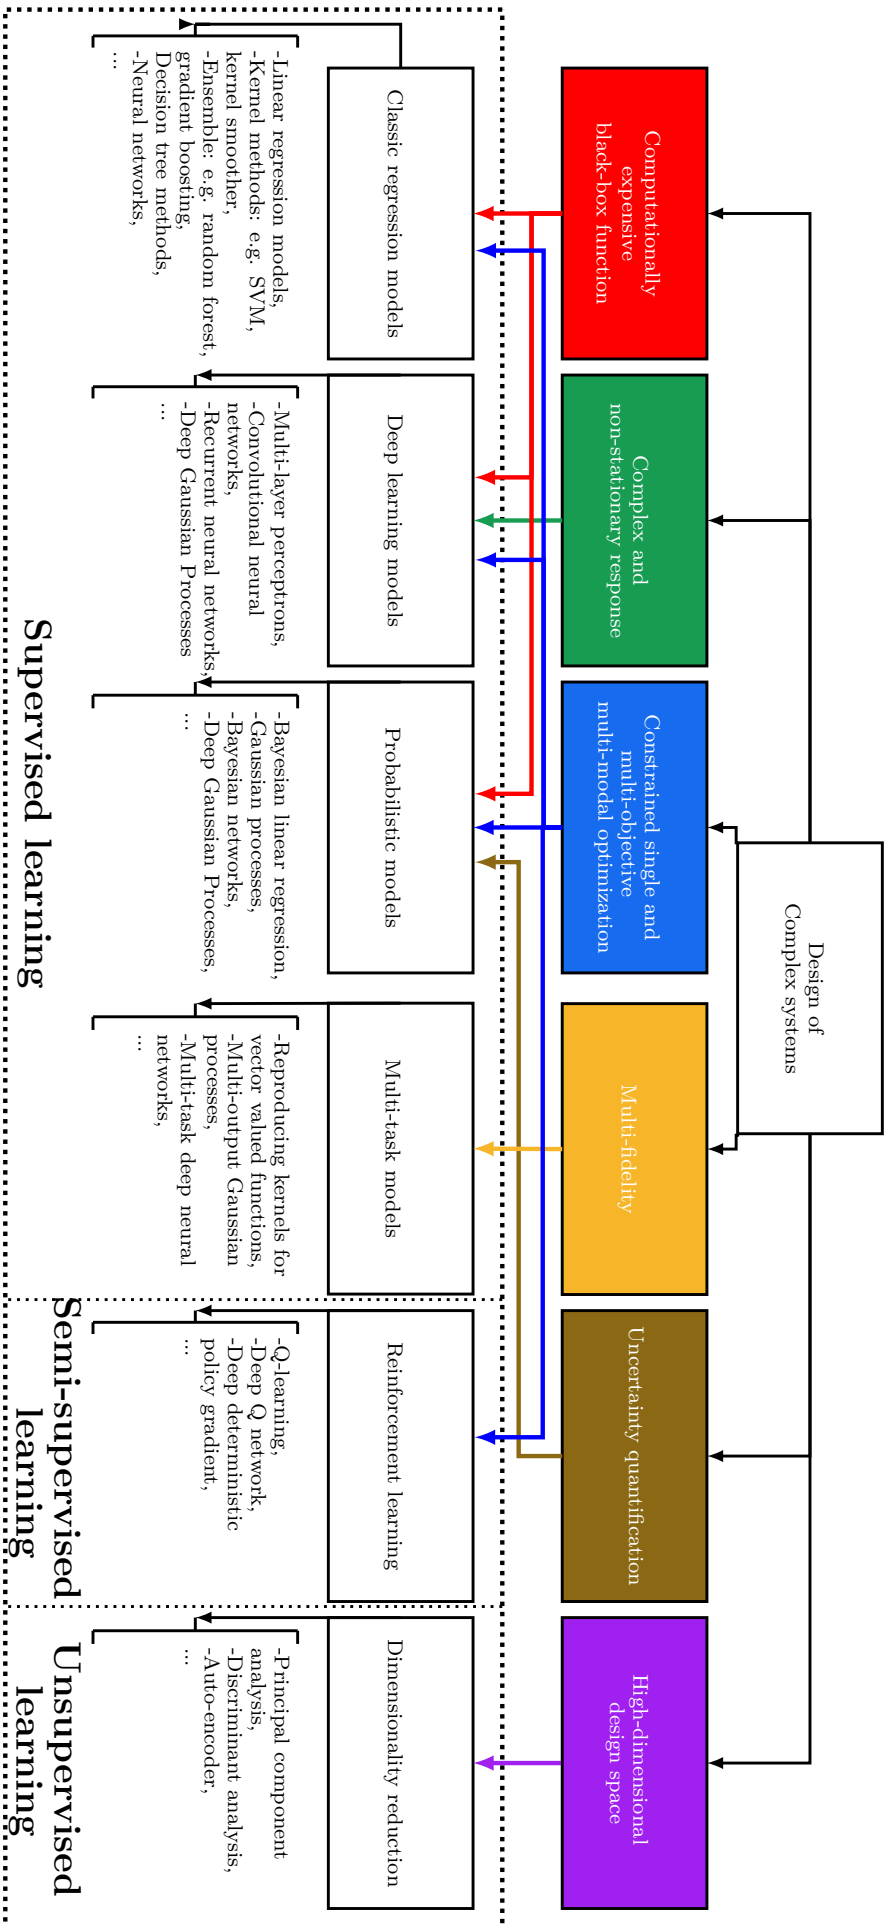 Design of
Complex systems
Computationally
expensive
black-box function
Complex and
non-stationary response
Constrained single and
multi-objective
multi-modal optimization
Multi-fidelity
Uncertainty quantification
High-dimensional
design space
Classic regression models
Deep learning models
Probabilistic models
Multi-task models
Reinforcement learning
Dimensionality reduction
-Linear regression models,
-Kernel methods: e.g. SVM,
kernel smoother,
-Ensemble: e.g. random forest,
gradient boosting,
Decision tree methods,
-Neural networks,
...
-Multi-layer perceptrons,
-Convolutional neural
networks,
-Recurrent neural networks,
-Deep Gaussian Processes
...
-Bayesian linear regression,
-Gaussian processes,
-Bayesian networks,
-Deep Gaussian Processes,
...
-Reproducing kernels for
vector valued functions,
-Multi-output Gaussian
processes,
-Multi-task deep neural
networks,
...
-Q-learning,
-Deep Q network,
-Deep deterministic
policy gradient,
...
-Principal component
analysis,
-Discriminant analysis,
-Auto-encoder,
...
Supervised learning
Semi-supervised
learning
Unsupervised
learning